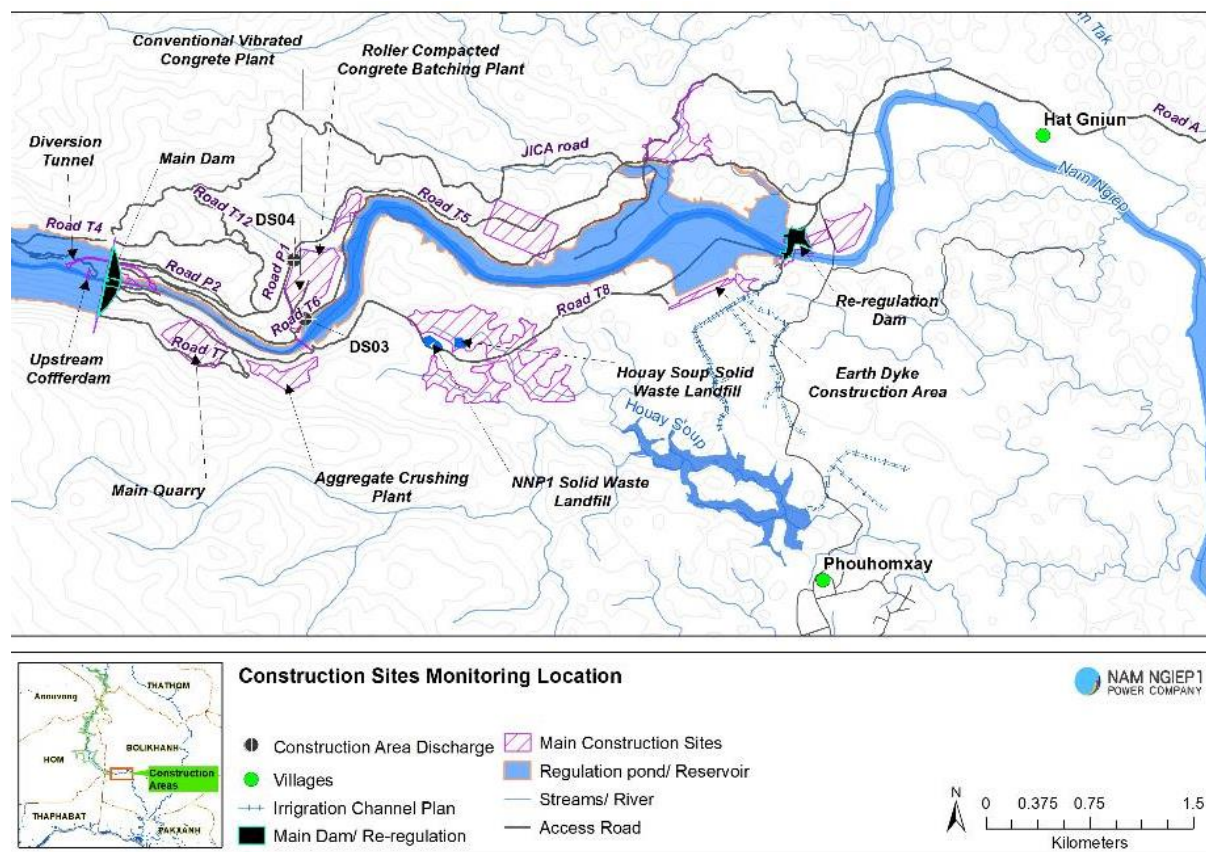 Conventional Vibrated
Congrete Plant
Roller Compacted
Congrete Batching Plant
Tak
Diversion
Tunnel
Main Dam
JICA road
Hat Gniun
Road A
Nam Ngiep
Road T12
DS04
Road T5
Road T4
Road P1
Road P2
Road T6
Road T8
Re-regulation
Dam
DS03
Road T7
Upstream
Coffferdam
Houay Soup Solid
Waste Landfill
Earth Dyke
Construction Area
Houay Soup
Main Quarry
Aggregate Crushing
Plant
NNP1 Solid Waste
Landfill
Phouhomxay
Construction Sites Monitoring Location
NAM NGIEP1
POWER COMPANY
THATHOM
BOLIKHANH
HOM
Construction
Areas
THAPHABAT
PAKXANH
Construction Area Discharge
Villages
Irrigration Channel Plan
Main Dam/ Re-regulation
Main Construction Sites
Regulation pond/ Reservoir
Streams/ River
Access Road
N
0 0.375 0.75 1.5
Kilometers